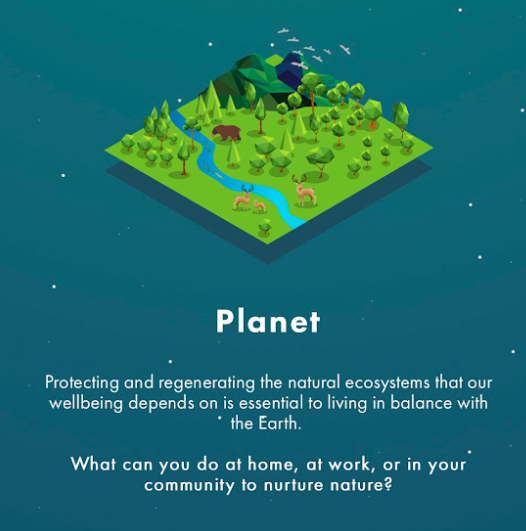 Planet
Protecting and regenerating the natural ecosystems that our
wellbeing depends on is essential to living in balance with
the Earth.
What can you do at home, at work, or in your
community to nurture nature?